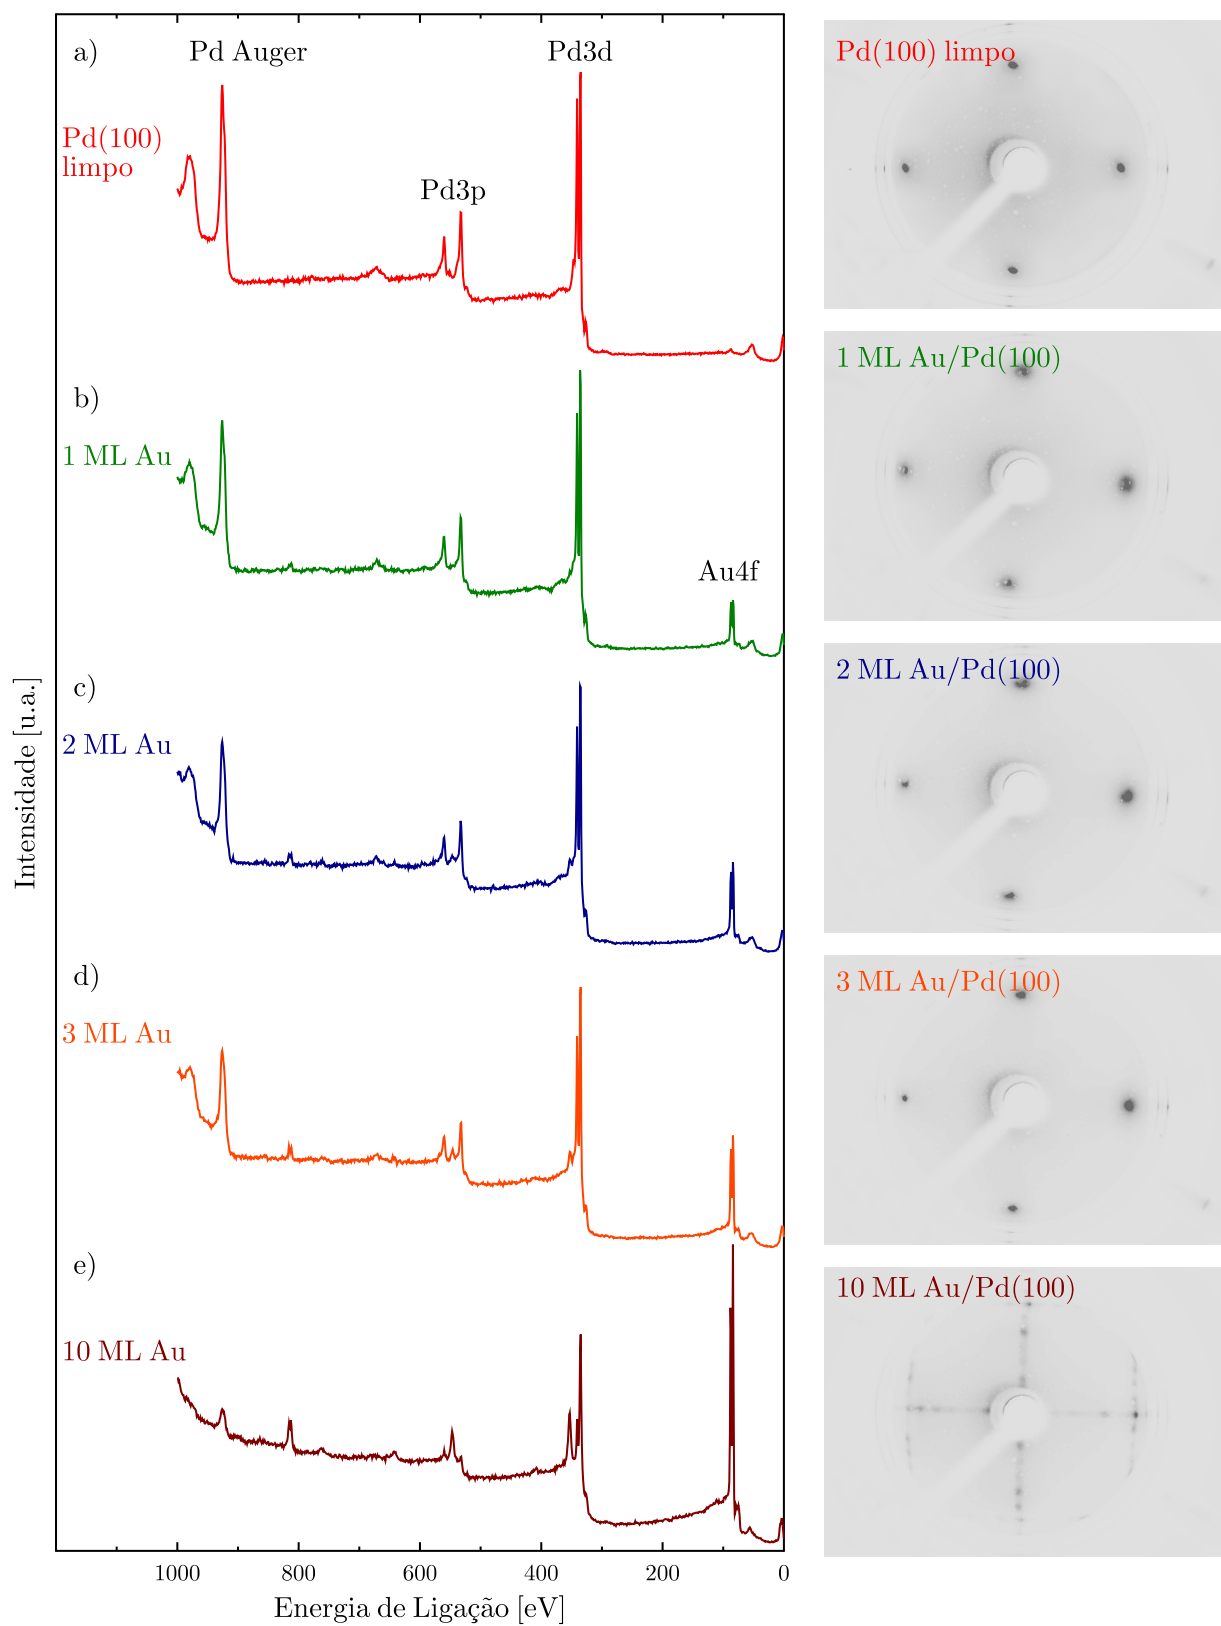 a)
Pd Auger
Pd3d
Pd(100)
limpo
Pd3p
b)
1 ML Au
Au4f
c)
2 ML Au
d)
3 ML Au
e)
10 ML Au
Intensidade [u.a.]
1000 800 600 400 200 0
Energia de Ligação [eV]
Pd(100) limpo
1 ML Au/Pd(100)
2 ML Au/Pd(100)
3 ML Au/Pd(100)
10 ML Au/Pd(100)